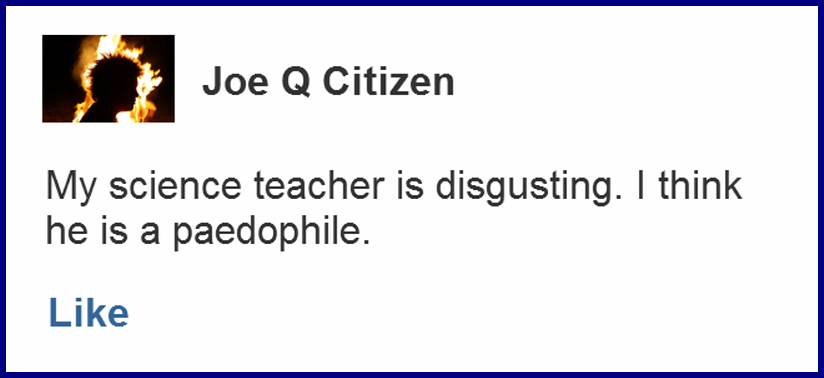 Joe Q Citizen
My science teacher is disgusting. I think
he is a paedophile.
Like